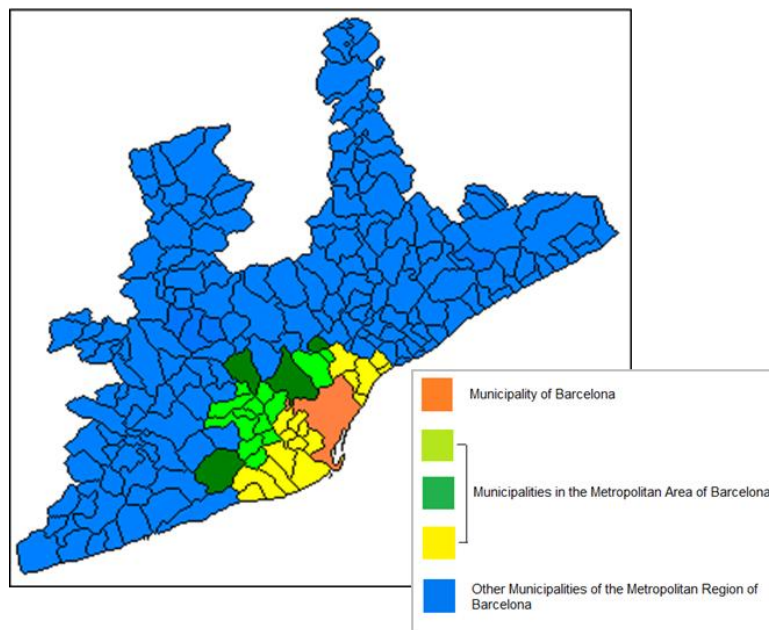 Municipality of Barcelona
Municipalities in the Metropolitan Area of Barcelona
Other Municipalities of the Metropolitan Region of
Barcelona